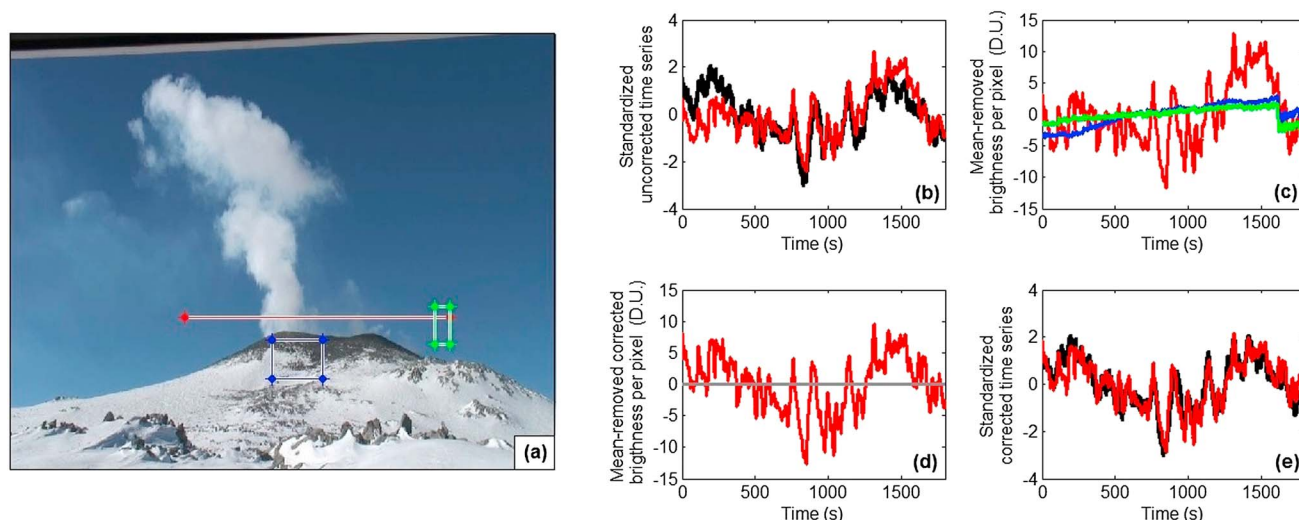 (a)
Standardized
uncorrected time series
4
2
0
-2
-4
0
500
1000
1500
Time (s)
(b)
Mean-removed
brigthness per pixel (D.U.)
15
10
5
0
-5
-10
-15
0
500
1000
1500
Time (s)
(c)
Mean-removed corrected
brigthness per pixel (D.U.)
15
10
5
0
-5
-10
-15
0
500
1000
1500
Time (s)
(d)
Standardized
corrected time series
4
2
0
-2
-4
0
500
1000
1500
Time (s)
(e)